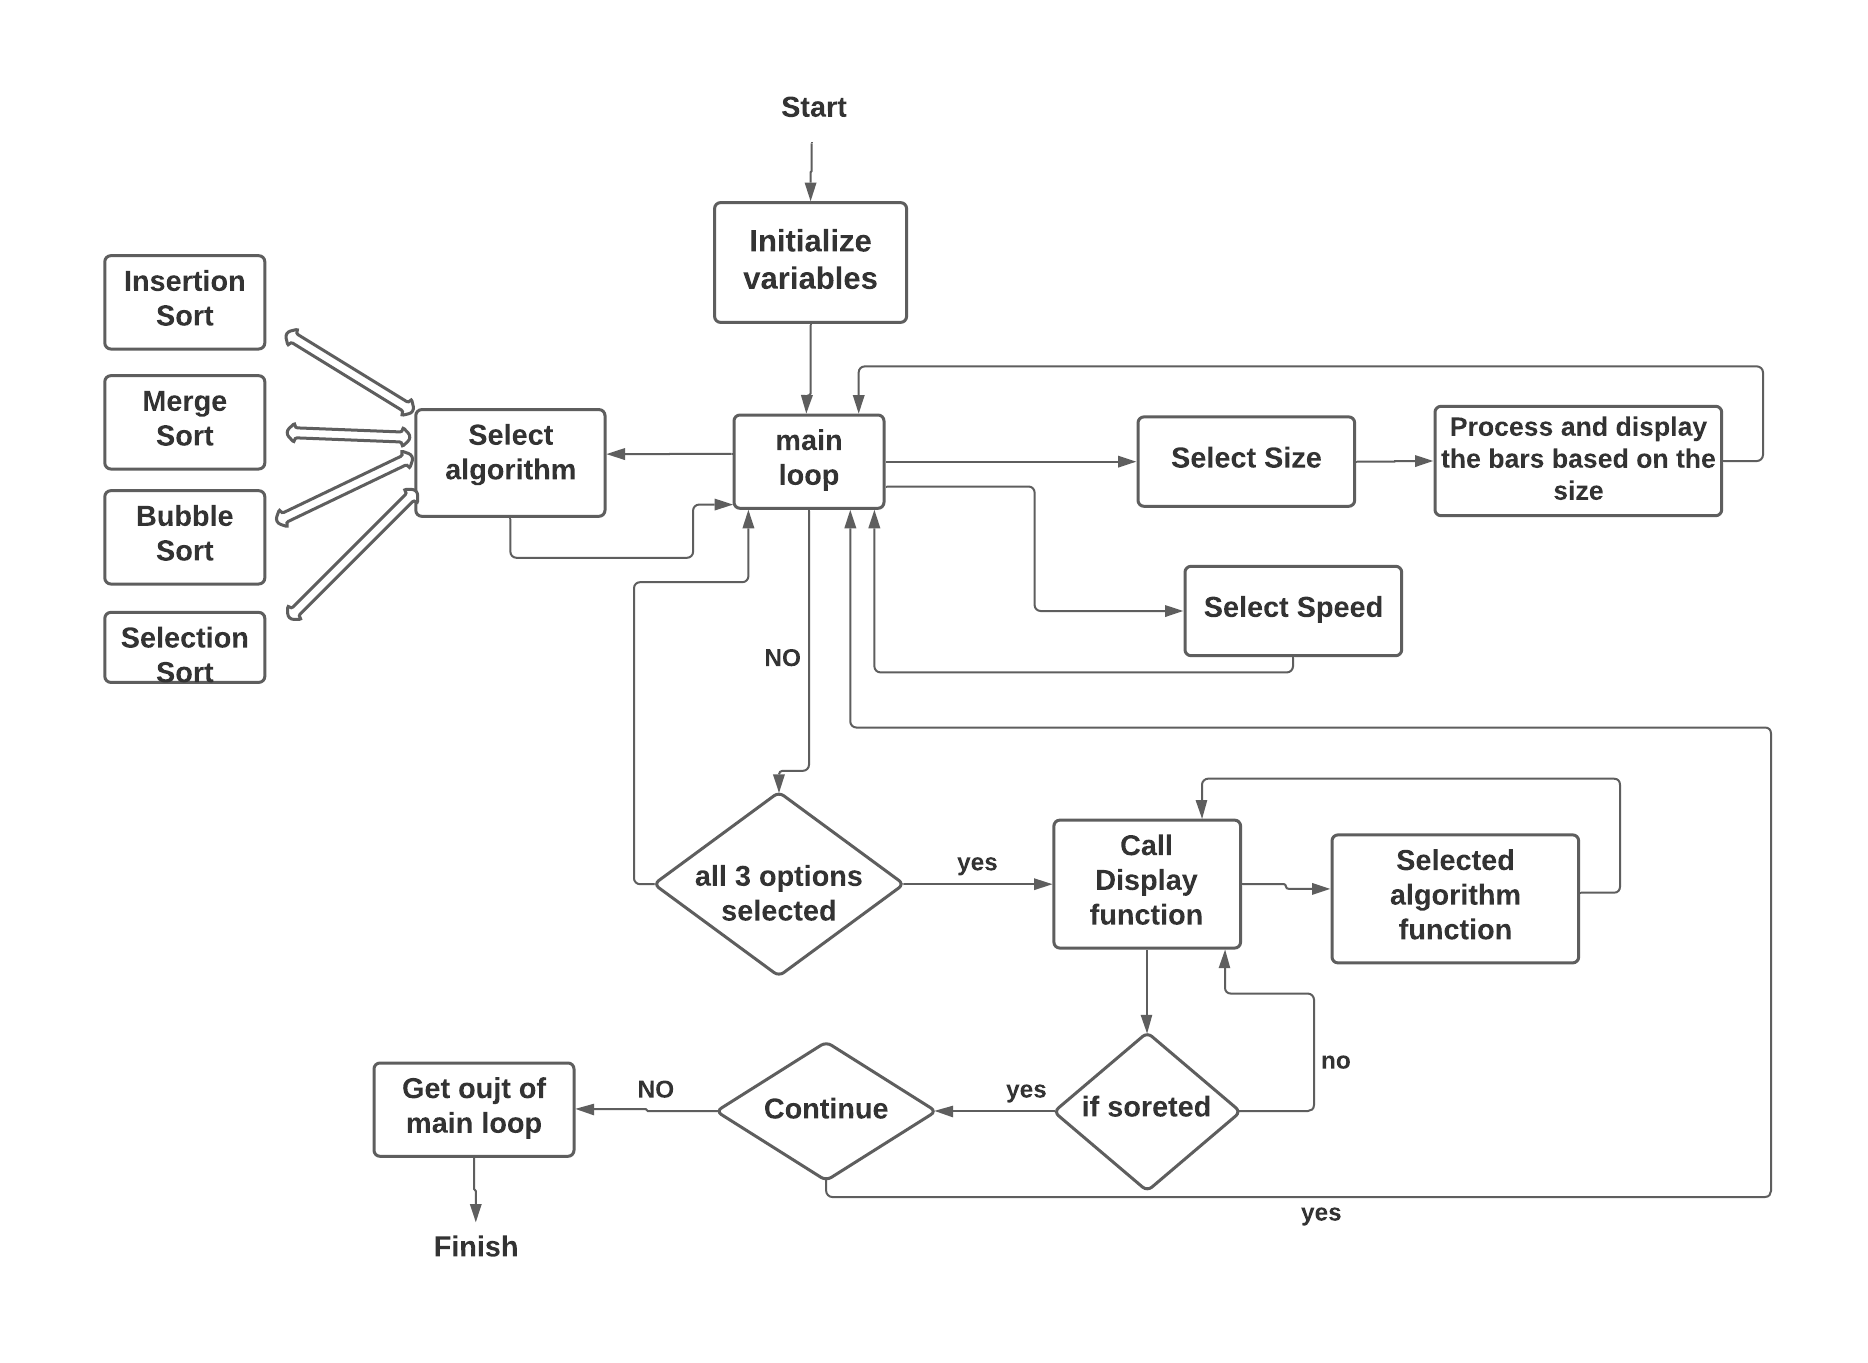 Start
Initialize
variables
Insertion
Sort
Merge
Sort
Bubble
Sort
Selection
Sort
Select
algorithm
main
loop
Select Size
Process and display
the bars based on the
size
Select Speed
NO
all 3 options
selected
yes
Call
Display
function
Selected
algorithm
function
no
if soreted
yes
Continue
NO
Get oujt of
main loop
yes
Finish